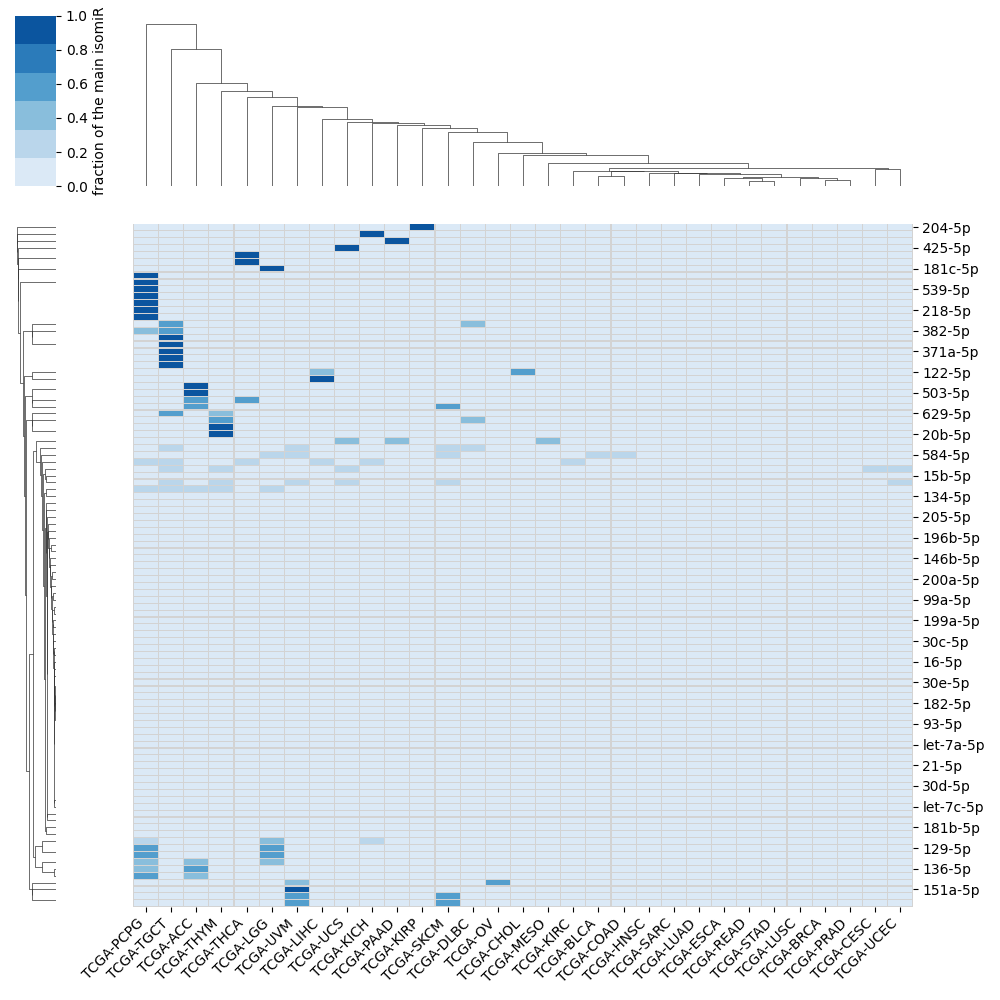 1.0
0.8
0.6
0.4
0.2
0.0
fraction of the main isomiR
204-5p
425-5p
181c-5p
539-5p
218-5p
382-5p
371a-5p
122-5p
503-5p
629-5p
20b-5p
584-5p
15b-5p
134-5p
205-5p
196b-5p
146b-5p
200a-5p
99a-5p
199a-5p
30c-5p
16-5p
30e-5p
182-5p
93-5p
let-7a-5p
21-5p
30d-5p
let-7c-5p
181b-5p
129-5p
136-5p
151a-5p
TCGA-PCPG
TCGA-TGCT
TCGA-ACC
TCGA-THYM
TCGA-THCA
TCGA-LGG
TCGA-UVM
TCGA-LIHC
TCGA-UCS
TCGA-KICH
TCGA-PAAD
TCGA-KIRP
TCGA-SKCM
TCGA-DLBC
TCGA-OV
TCGA-CHOL
TCGA-MESO
TCGA-KIRC
TCGA-BLCA
TCGA-COAD
TCGA-HNSC
TCGA-SARC
TCGA-LUAD
TCGA-ESCA
TCGA-READ
TCGA-STAD
TCGA-LUSC
TCGA-BRCA
TCGA-PRAD
TCGA-CESC
TCGA-UCEC